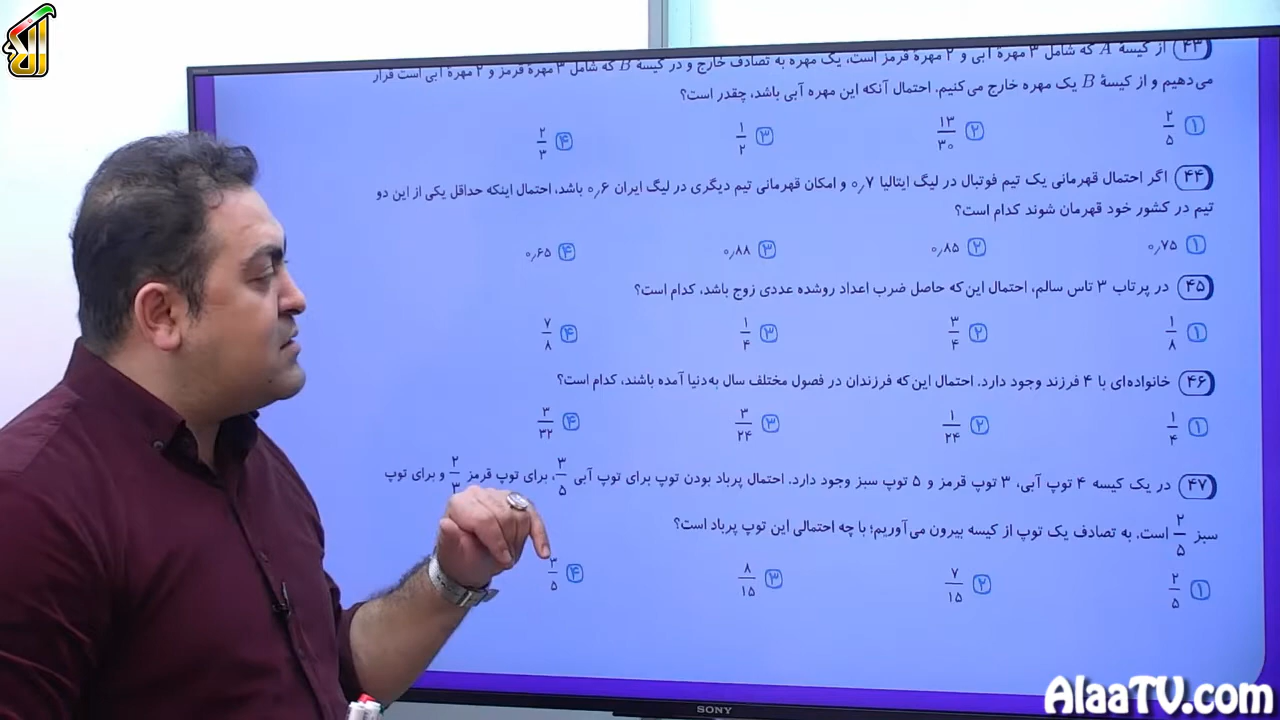 آلاء
۴۳ از کیسهٔ A که شامل ۳ مهرهٔ آبی و ۲ مهرهٔ قرمز است، یک مهره به تصادف خارج و در کیسهٔ B که شامل ۳ مهرهٔ قرمز و ۲ مهرهٔ آبی است قرار
می‌دهیم و از کیسهٔ B یک مهره خارج می‌کنیم. احتمال آنکه این مهره آبی باشد، چقدر است؟
۱ ۲/۵ ۲ ۱۳/۳۰ ۳ ۱/۲ ۴ ۲/۳
۴۴ اگر احتمال قهرمانی یک تیم فوتبال در لیگ ایتالیا ۰٫۷ و امکان قهرمانی تیم دیگری در لیگ ایران ۰٫۶ باشد، احتمال اینکه حداقل یکی از این دو
تیم در کشور خود قهرمان شوند کدام است؟
۱ ۰٫۷۵ ۲ ۰٫۸۵ ۳ ۰٫۸۸ ۴ ۰٫۶۵
۴۵ در پرتاب ۳ تاس سالم، احتمال این‌که حاصل ضرب اعداد روشده عددی زوج باشد، کدام است؟
۱ ۱/۸ ۲ ۳/۴ ۳ ۱/۴ ۴ ۷/۸
۴۶ خانواده‌ای با ۴ فرزند وجود دارد. احتمال این‌که فرزندان در فصول مختلف سال به‌دنیا آمده باشند، کدام است؟
۱ ۱/۴ ۲ ۱/۲۴ ۳ ۳/۲۴ ۴ ۳/۳۲
۴۷ در یک کیسه ۴ توپ آبی، ۳ توپ قرمز و ۵ توپ سبز وجود دارد. احتمال پرباد بودن توپ برای توپ آبی ۳/۵، برای توپ قرمز ۲/۳ و برای توپ
سبز ۲/۵ است. به تصادف یک توپ از کیسه بیرون می‌آوریم؛ با چه احتمالی این توپ پرباد است؟
۱ ۲/۵ ۲ ۷/۱۵ ۳ ۸/۱۵ ۴ ۳/۵
SONY
AlaaTV.com